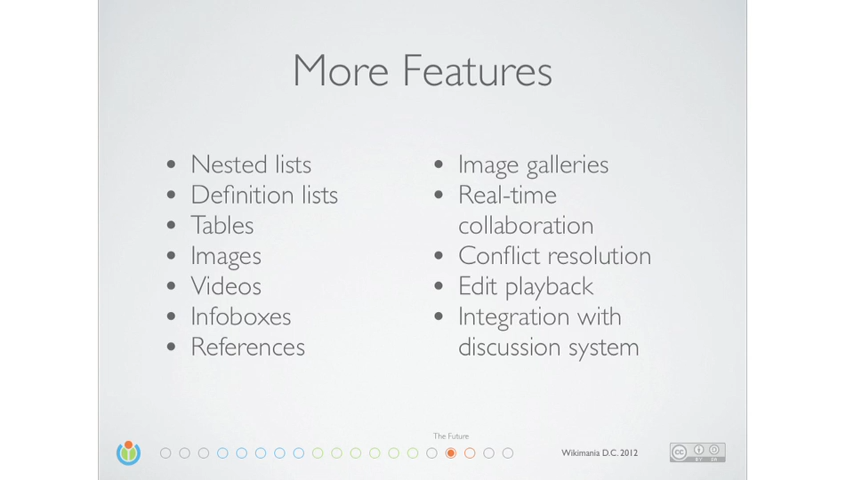 More Features
• Nested lists
• Definition lists
• Tables
• Images
• Videos
• Infoboxes
• References
• Image galleries
• Real-time
collaboration
• Conflict resolution
• Edit playback
• Integration with
discussion system
The Future
Wikimania D.C. 2012
cc